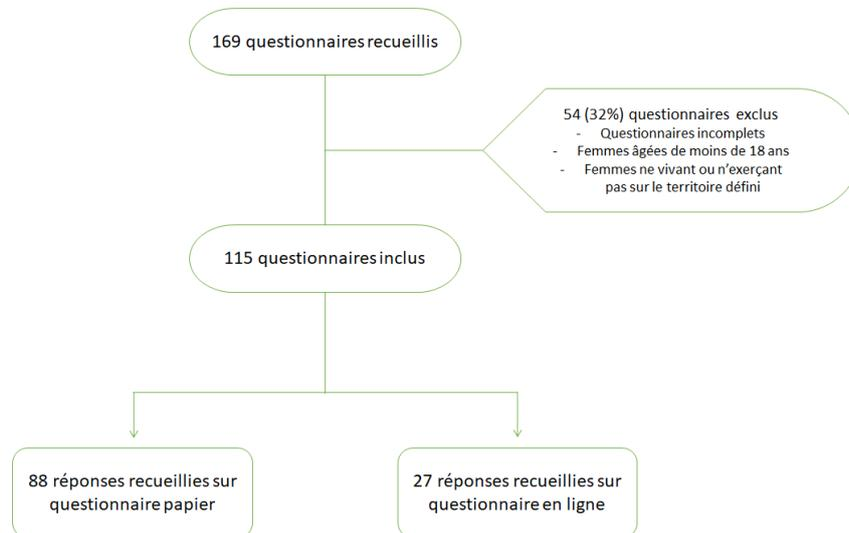 169 questionnaires recueillis
54 (32%) questionnaires exclus
- Questionnaires incomplets
- Femmes âgées de moins de 18 ans
- Femmes ne vivant ou n’exerçant
pas sur le territoire défini
115 questionnaires inclus
88 réponses recueillies sur
questionnaire papier
27 réponses recueillies sur
questionnaire en ligne